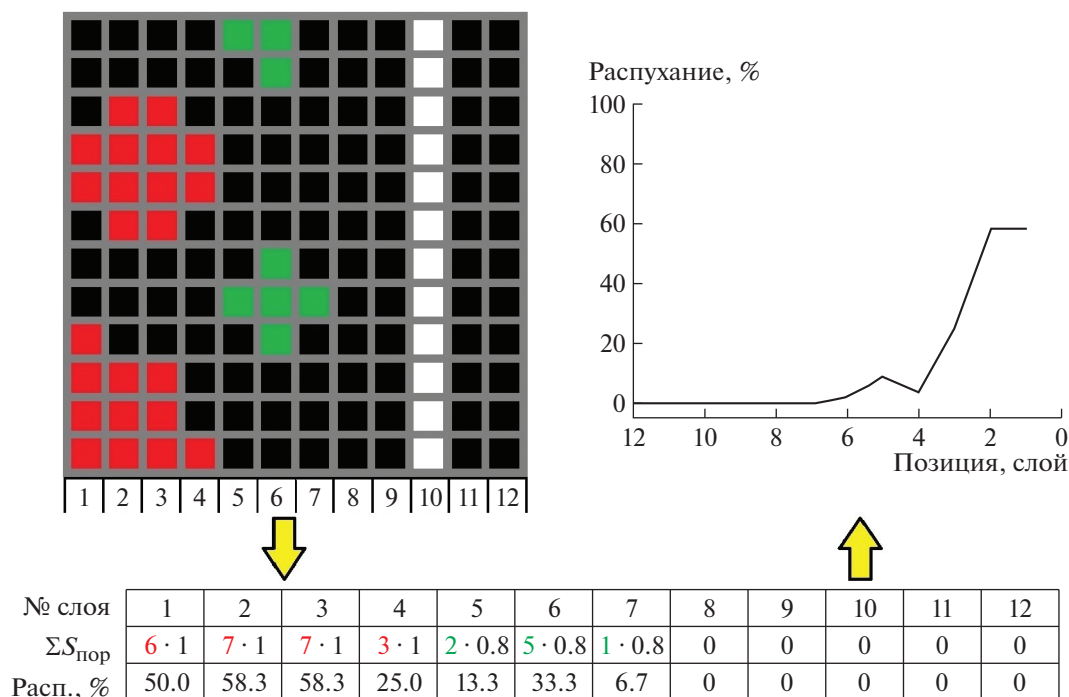 Распухание, %
100
80
60
40
20
0
12 10 8 6 4 2 0
Позиция, слой
1 2 3 4 5 6 7 8 9 10 11 12
№ слоя 1 2 3 4 5 6 7 8 9 10 11 12
ΣSпор 6 · 1 7 · 1 7 · 1 3 · 1 2 · 0.8 5 · 0.8 1 · 0.8 0 0 0 0 0
Расп., % 50.0 58.3 58.3 25.0 13.3 33.3 6.7 0 0 0 0 0